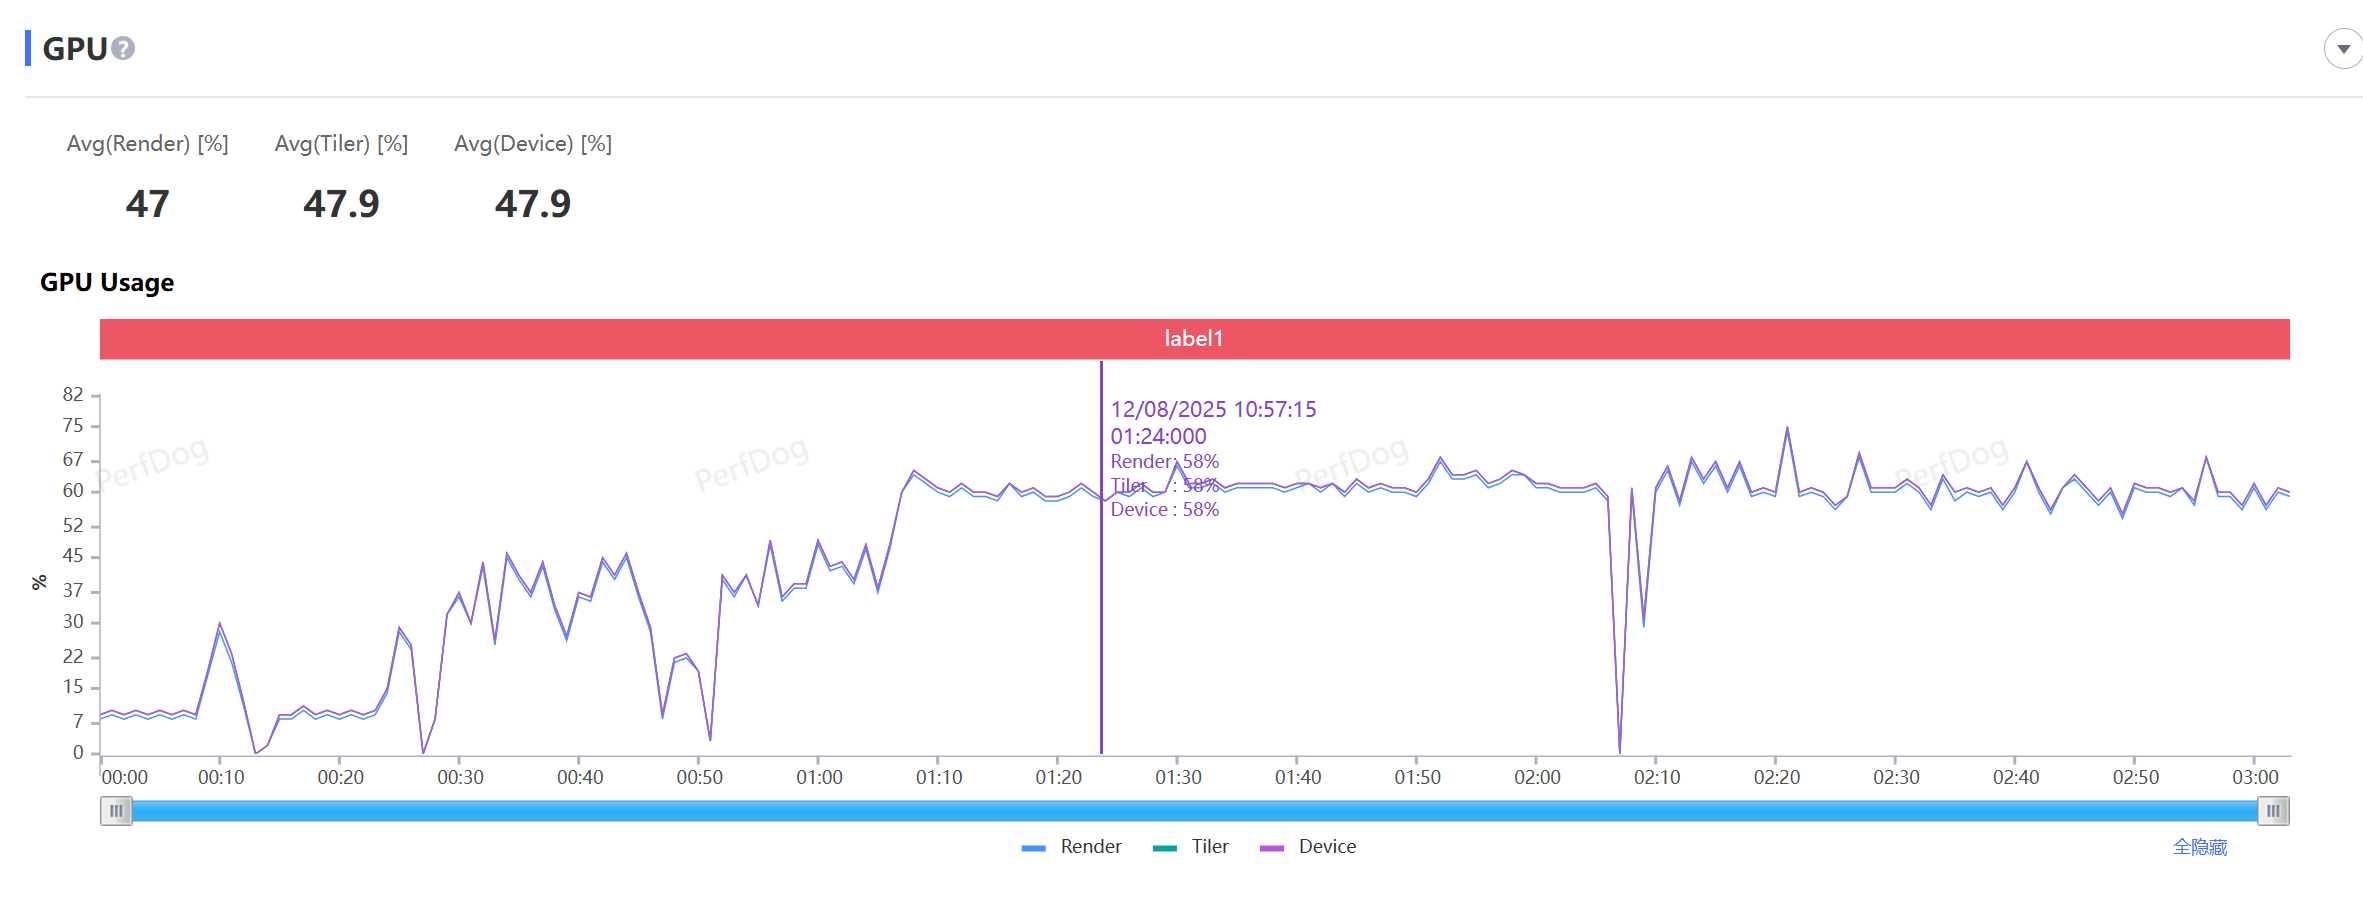 GPU?
Avg(Render) [%] Avg(Tiler) [%] Avg(Device) [%]
47 47.9 47.9
GPU Usage
label1
82
75
67
60
52
45
37
30
22
15
7
0
%
PerfDog PerfDog PerfDog PerfDog
12/08/2025 10:57:15
01:24:000
Render: 58%
Tiler : 58%
Device : 58%
00:00 00:10 00:20 00:30 00:40 00:50 01:00 01:10 01:20 01:30 01:40 01:50 02:00 02:10 02:20 02:30 02:40 02:50 03:00
Render Tiler Device
全隐藏